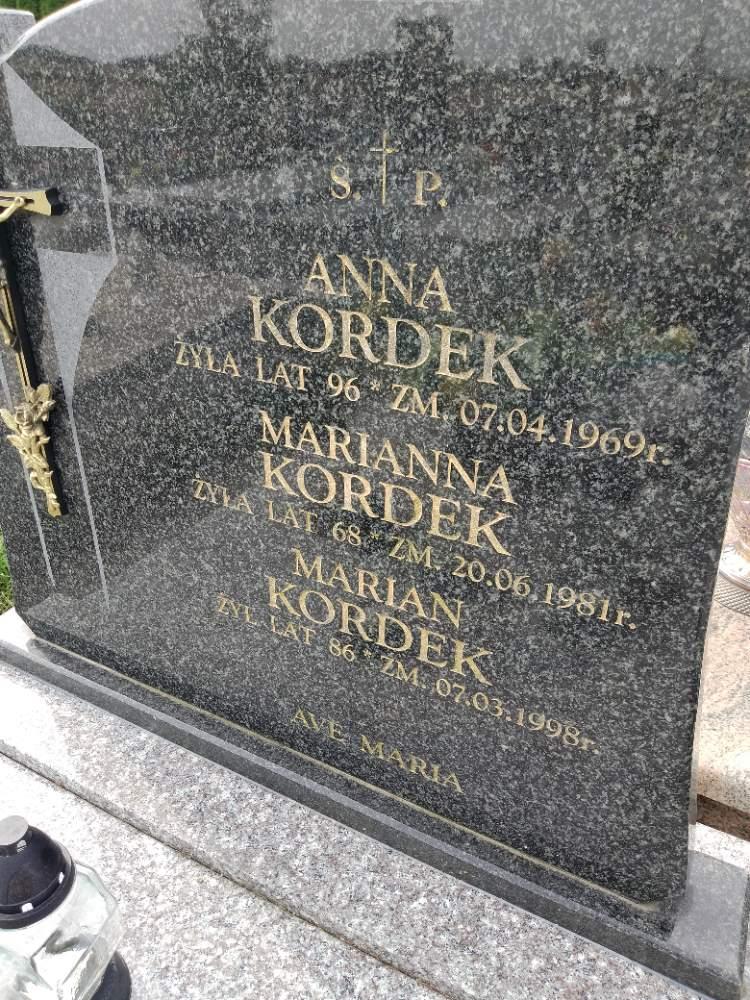 Ś. P.
ANNA
KORDEK
ŻYŁA LAT 96 * ZM. 07.04.1969r.
MARIANNA
KORDEK
ŻYŁA LAT 68 * ZM. 20.06.1981r.
MARIAN
KORDEK
ŻYŁ LAT 86 * ZM. 07.03.1998r.
AVE MARIA